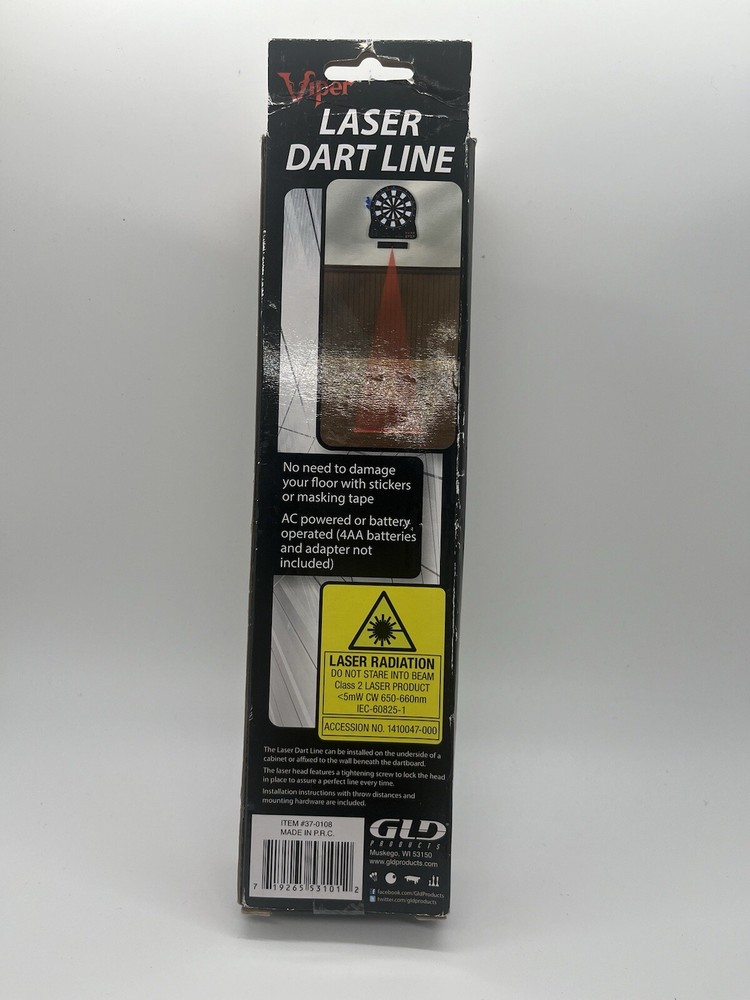 Viper
LASER
DART LINE
No need to damage
your floor with stickers
or masking tape
AC powered or battery
operated (4AA batteries
and adapter not
included)
LASER RADIATION
DO NOT STARE INTO BEAM
Class 2 LASER PRODUCT
<5mW CW 650-660nm
IEC-60825-1
ACCESSION NO. 1410047-000
The Laser Dart Line can be installed on the underside of a
cabinet or affixed to the wall beneath the dartboard.
The laser head features a tightening screw to lock the head
in place to assure a perfect line every time.
Installation instructions with throw distances and
mounting hardware are included.
ITEM #37-0108
MADE IN P.R.C.
7 19265 53101 2
GLD
PRODUCTS
Muskego, WI 53150
www.gldproducts.com
facebook.com/GldProducts
twitter.com/gldproducts